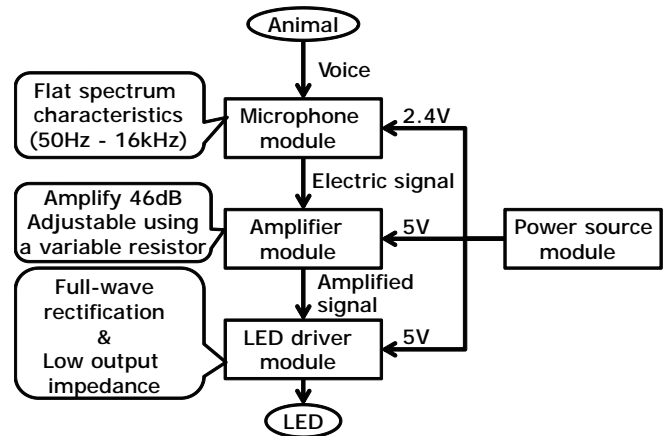 Animal
Voice
Flat spectrum
characteristics
(50Hz - 16kHz)
Microphone
module
2.4V
Electric signal
Amplify 46dB
Adjustable using
a variable resistor
Amplifier
module
5V
Power source
module
Amplified
signal
Full-wave
rectification
&
Low output
impedance
LED driver
module
5V
LED